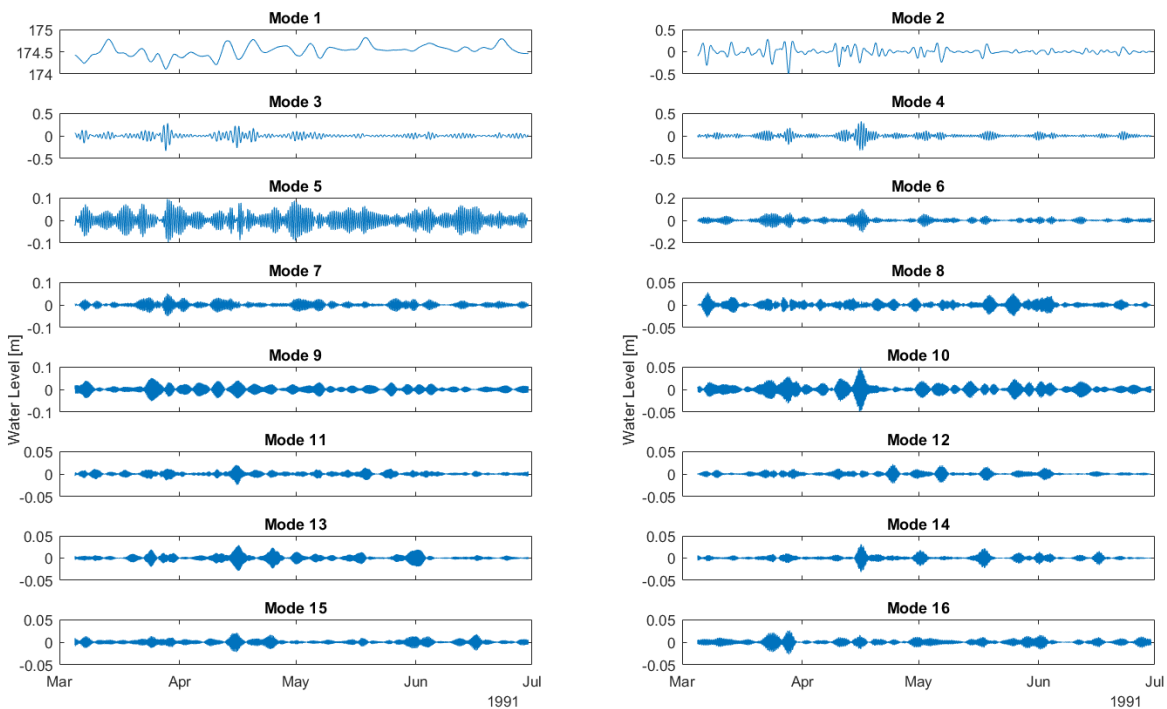 Mode 1
175
174.5
174
Mode 2
0.5
0
-0.5
Mode 3
0.5
0
-0.5
Mode 4
0.5
0
-0.5
Mode 5
0.1
0
-0.1
Mode 6
0.2
0
-0.2
Mode 7
0.1
0
-0.1
Mode 8
0.05
0
-0.05
Water Level [m]
Mode 9
0.1
0
-0.1
Water Level [m]
Mode 10
0.05
0
-0.05
Mode 11
0.05
0
-0.05
Mode 12
0.05
0
-0.05
Mode 13
0.05
0
-0.05
Mode 14
0.05
0
-0.05
Mode 15
0.05
0
-0.05
Mar Apr May Jun Jul
1991
Mode 16
0.05
0
-0.05
Mar Apr May Jun Jul
1991